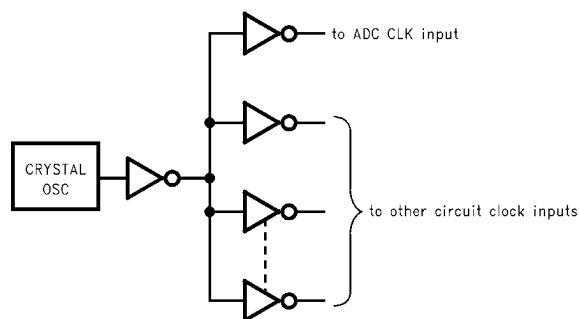 to ADC CLK input
CRYSTAL
OSC
to other circuit clock inputs